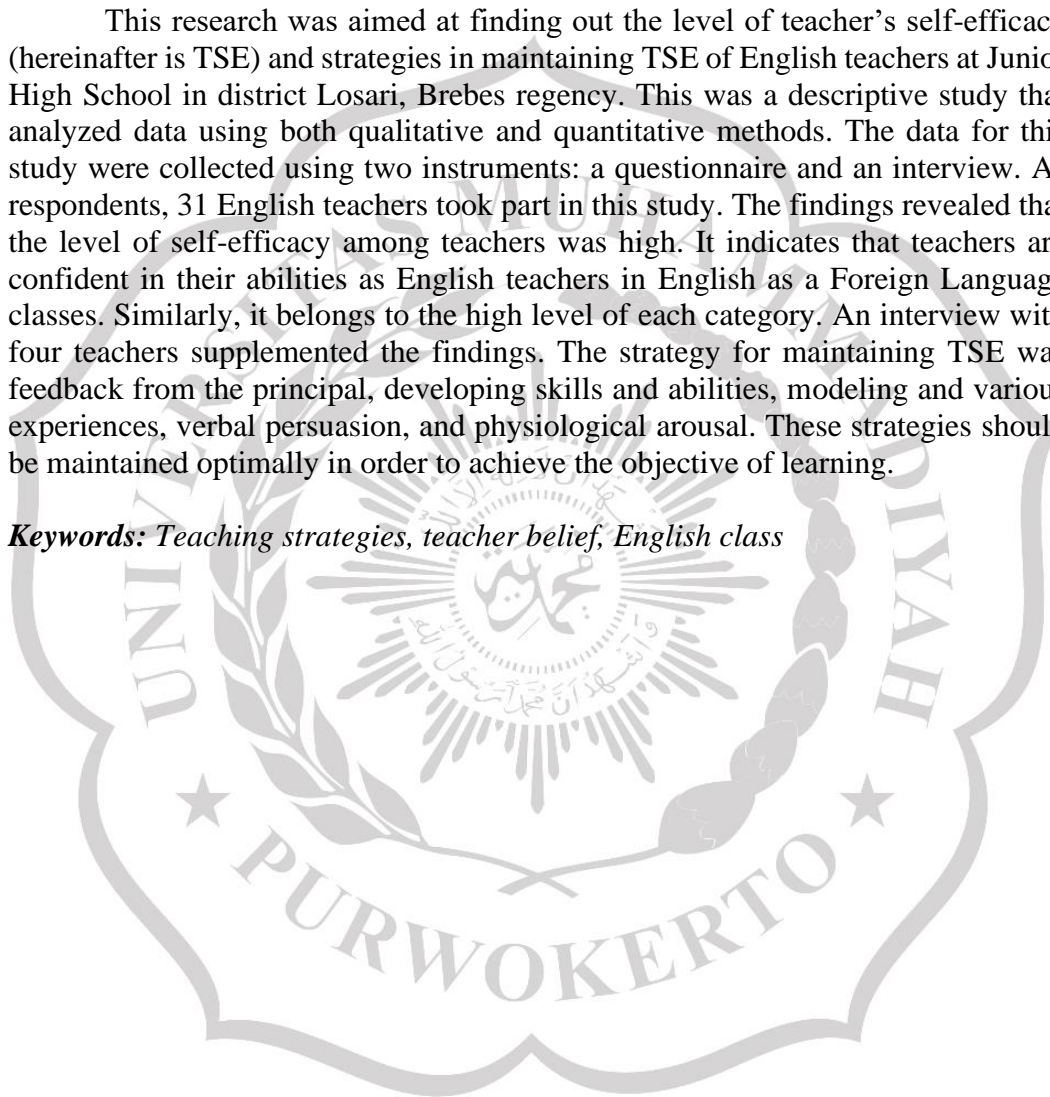 This research was aimed at finding out the level of teacher’s self-efficac
(hereinafter is TSE) and strategies in maintaining TSE of English teachers at Junio
High School in district Losari, Brebes regency. This was a descriptive study tha
analyzed data using both qualitative and quantitative methods. The data for thi
study were collected using two instruments: a questionnaire and an interview. A
respondents, 31 English teachers took part in this study. The findings revealed tha
the level of self-efficacy among teachers was high. It indicates that teachers ar
confident in their abilities as English teachers in English as a Foreign Languag
classes. Similarly, it belongs to the high level of each category. An interview wit
four teachers supplemented the findings. The strategy for maintaining TSE wa
feedback from the principal, developing skills and abilities, modeling and variou
experiences, verbal persuasion, and physiological arousal. These strategies shoul
be maintained optimally in order to achieve the objective of learning.
Keywords: Teaching strategies, teacher belief, English class
UNIVERSITAS MUHAMMADIYAH
PURWOKERTO